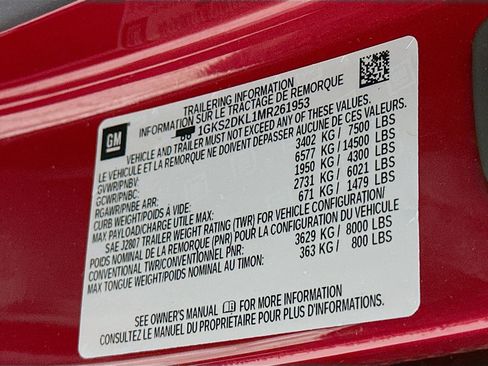 GM
TRAILERING INFORMATION
INFORMATION SUR LE TRACTAGE DE REMORQUE
1GKS2DKL1MR261953
VEHICLE AND TRAILER MUST NOT EXCEED ANY OF THESE VALUES.
LE VÉHICULE ET LA REMORQUE NE DOIVENT DÉPASSER AUCUNE DE CES VALEURS.
GVWR/PNBV: 3402 KG / 7500 LBS
GCWR/PNBC: 6577 KG / 14500 LBS
RGAWR/PNBE ARR: 1950 KG / 4300 LBS
CURB WEIGHT/POIDS À VIDE: 2731 KG / 6021 LBS
MAX PAYLOAD/CHARGE UTILE MAX: 671 KG / 1479 LBS
SAE J2807 TRAILER WEIGHT RATING (TWR) FOR VEHICLE CONFIGURATION/
POIDS NOMINAL DE LA REMORQUE (PNR) POUR LA CONFIGURATION DU VÉHICULE
CONVENTIONAL TWR/CONVENTIONNEL PNR: 3629 KG / 8000 LBS
MAX TONGUE WEIGHT/POIDS NOMINAL AU TIMON: 363 KG / 800 LBS
SEE OWNER'S MANUAL FOR MORE INFORMATION
CONSULTEZ LE MANUEL DU PROPRIÉTAIRE POUR PLUS D'INFORMATIONS.